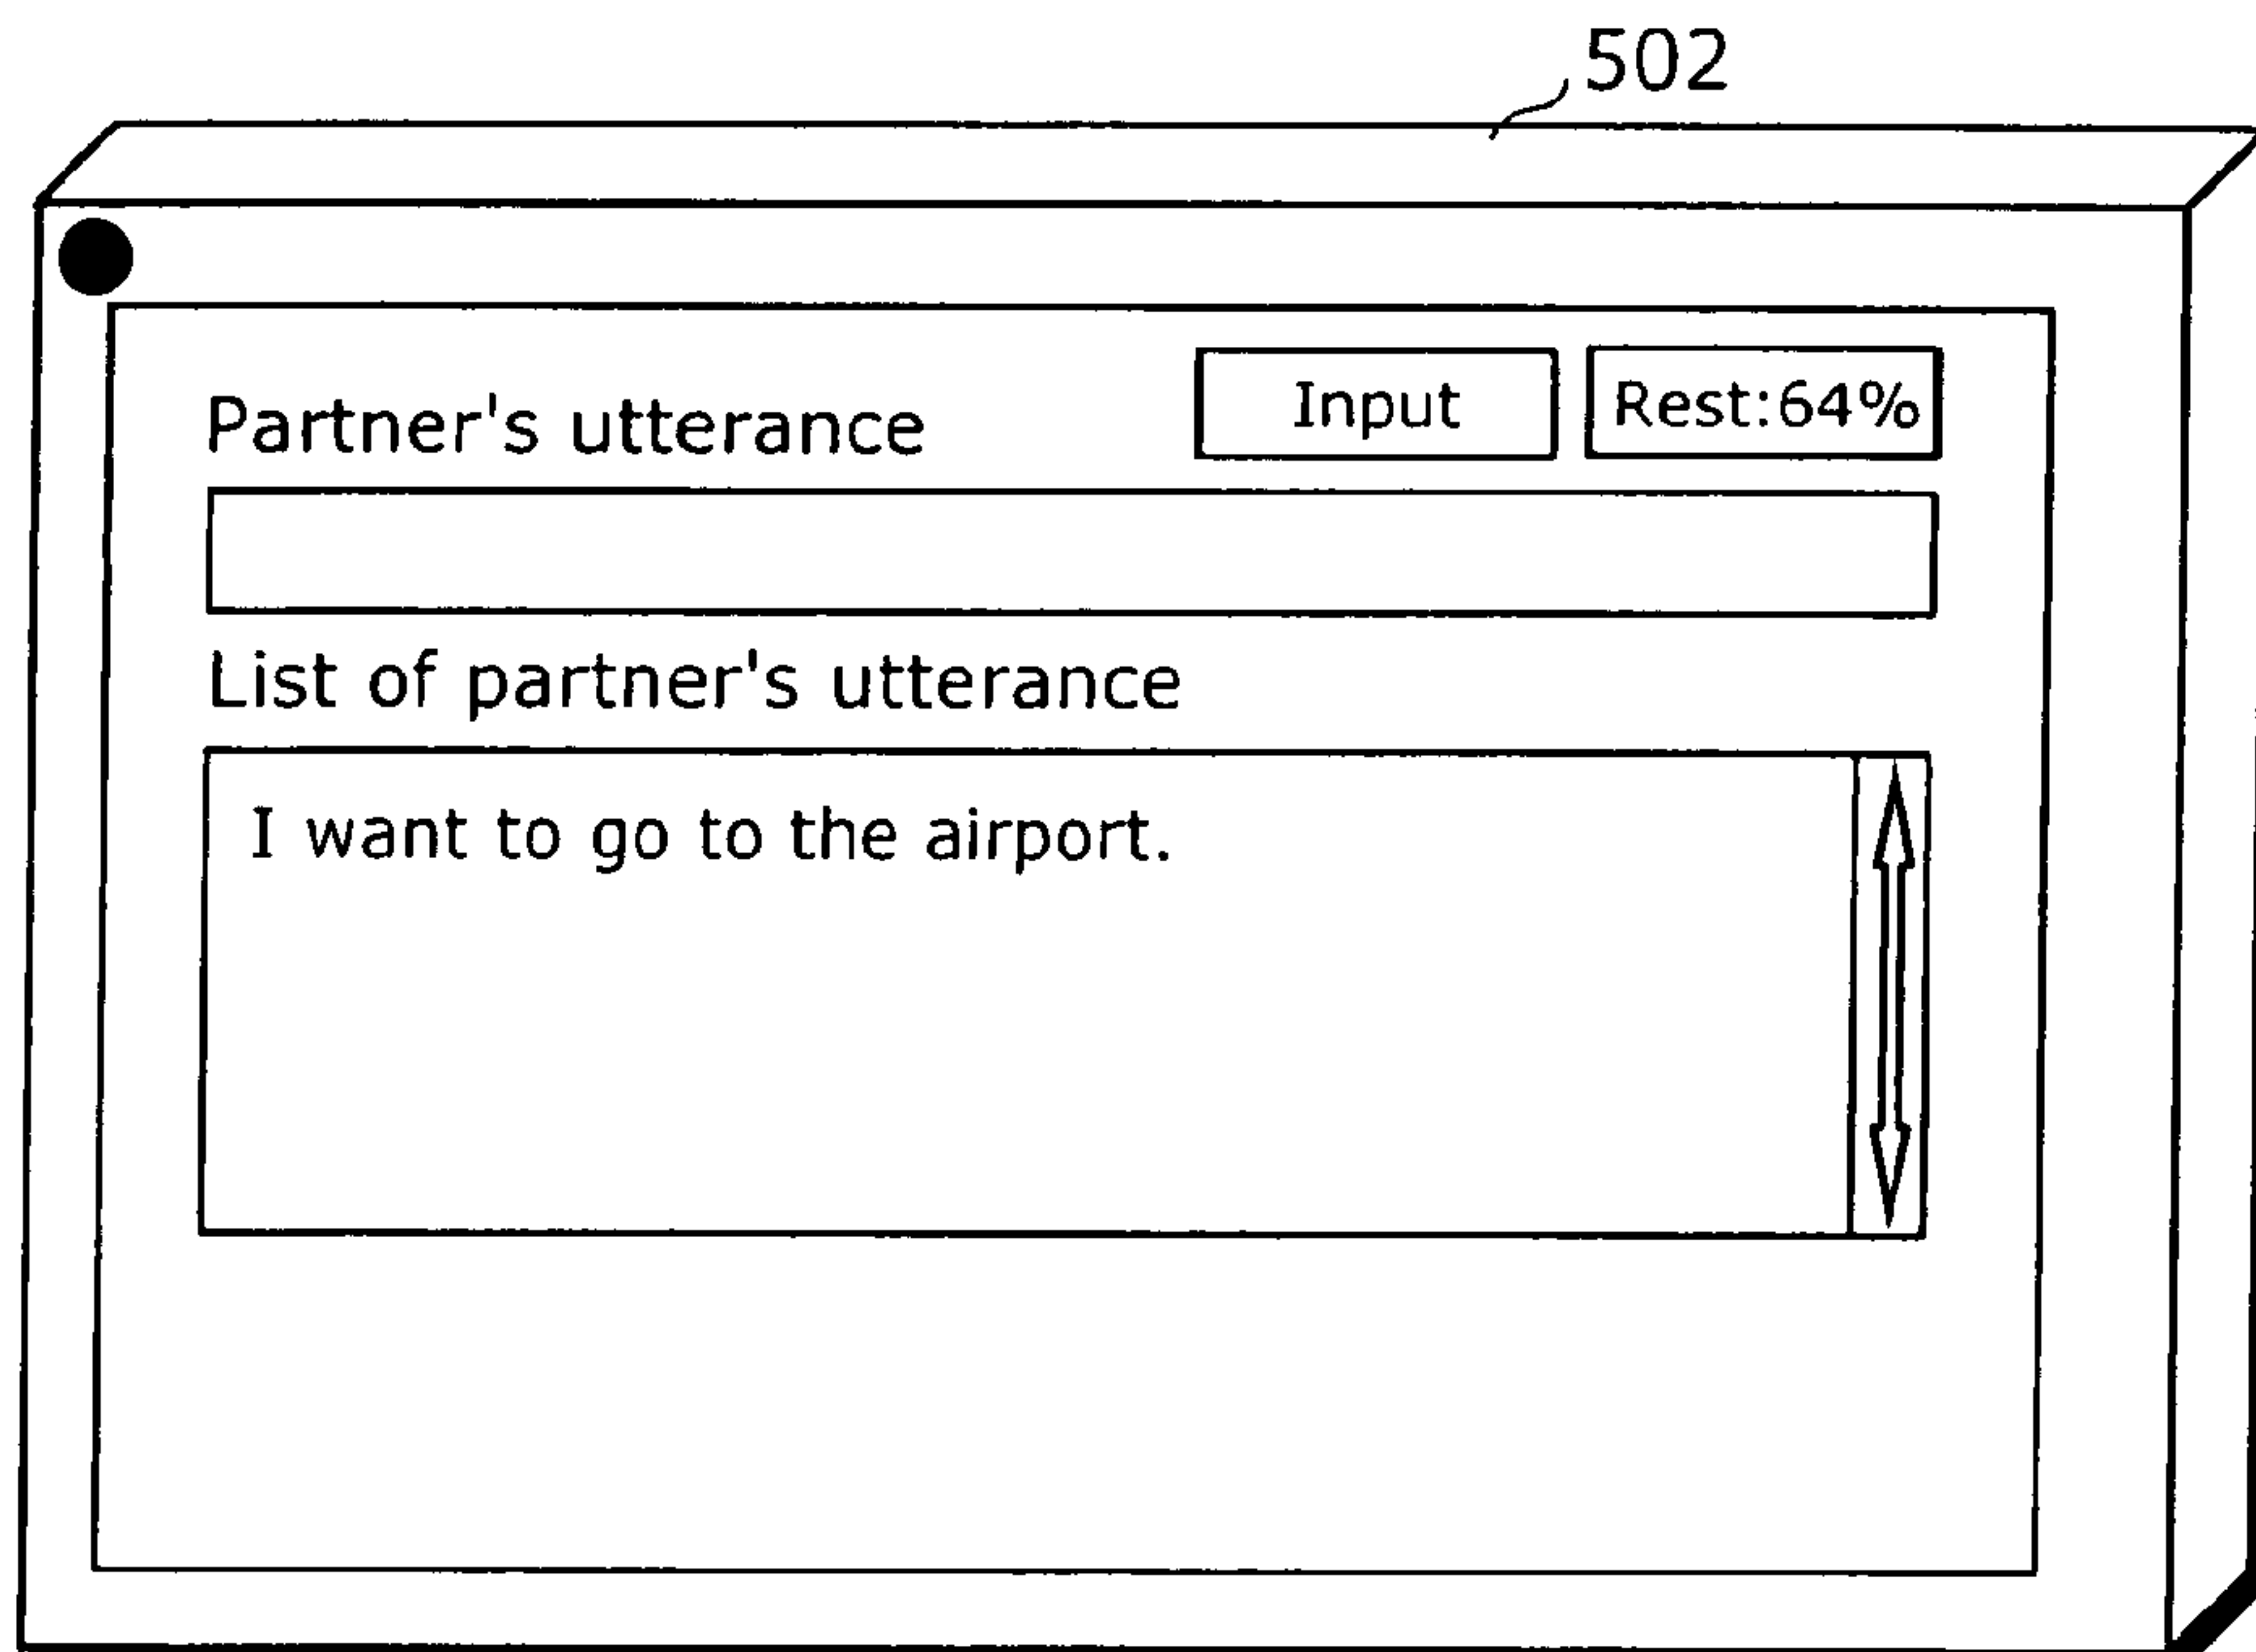 502
Partner's utterance
Input
Rest:64%
List of partner's utterance
I want to go to the airport.